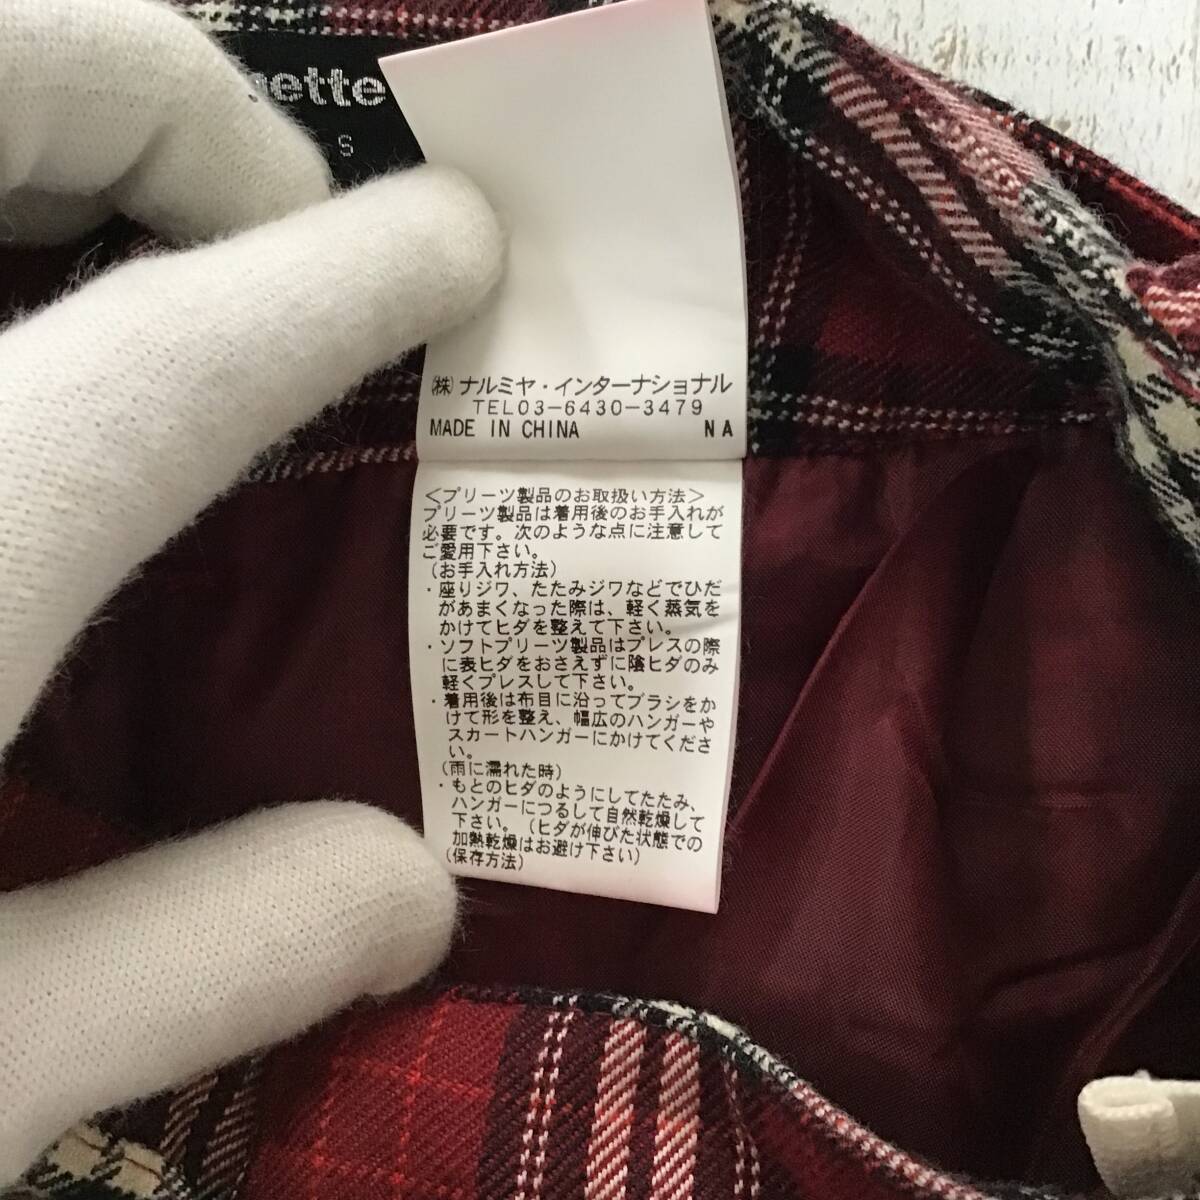 ette
S
(株)ナルミヤ・インターナショナル
TEL03-6430-3479
MADE IN CHINA NA
<プリーツ製品のお取扱い方法>
プリーツ製品は着用後のお手入れが
必要です。次のような点に注意して
ご愛用下さい。
(お手入れ方法)
・座りジワ、たたみジワなどでひだ
があまくなった際は、軽く蒸気を
かけてヒダを整えて下さい。
・ソフトプリーツ製品はプレスの際
に表ヒダをおさえずに陰ヒダのみ
軽くプレスして下さい。
・着用後は布目に沿ってブラシをか
けて形を整え、幅広のハンガーや
スカートハンガーにかけてくださ
い。
(雨に濡れた時)
・もとのヒダのようにしてたたみ、
ハンガーにつるして自然乾燥して
下さい。(ヒダが伸びた状態での
加熱乾燥はお避け下さい)
(保存方法)